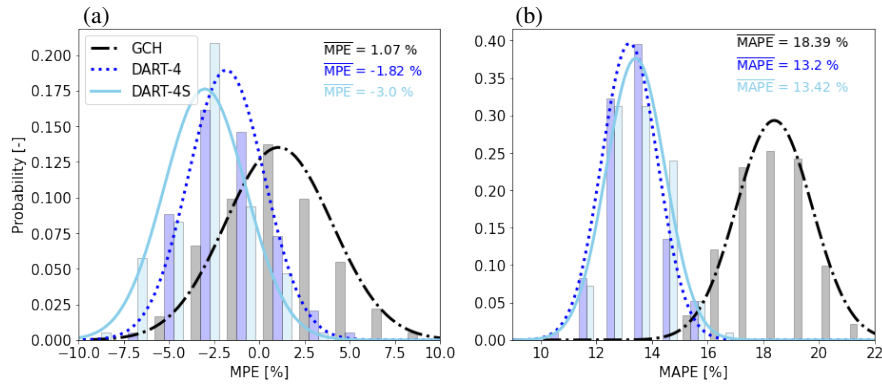 (a)
GCH
DART-4
DART-4S
MPE = 1.07 %
MPE = -1.82 %
MPE = -3.0 %
Probability [-]
0.200
0.175
0.150
0.125
0.100
0.075
0.050
0.025
0.000
−10.0 −7.5 −5.0 −2.5 0.0 2.5 5.0 7.5 10.0
MPE [%]
(b)
MAPE = 18.39 %
MAPE = 13.2 %
MAPE = 13.42 %
0.40
0.35
0.30
0.25
0.20
0.15
0.10
0.05
0.00
10 12 14 16 18 20 22
MAPE [%]